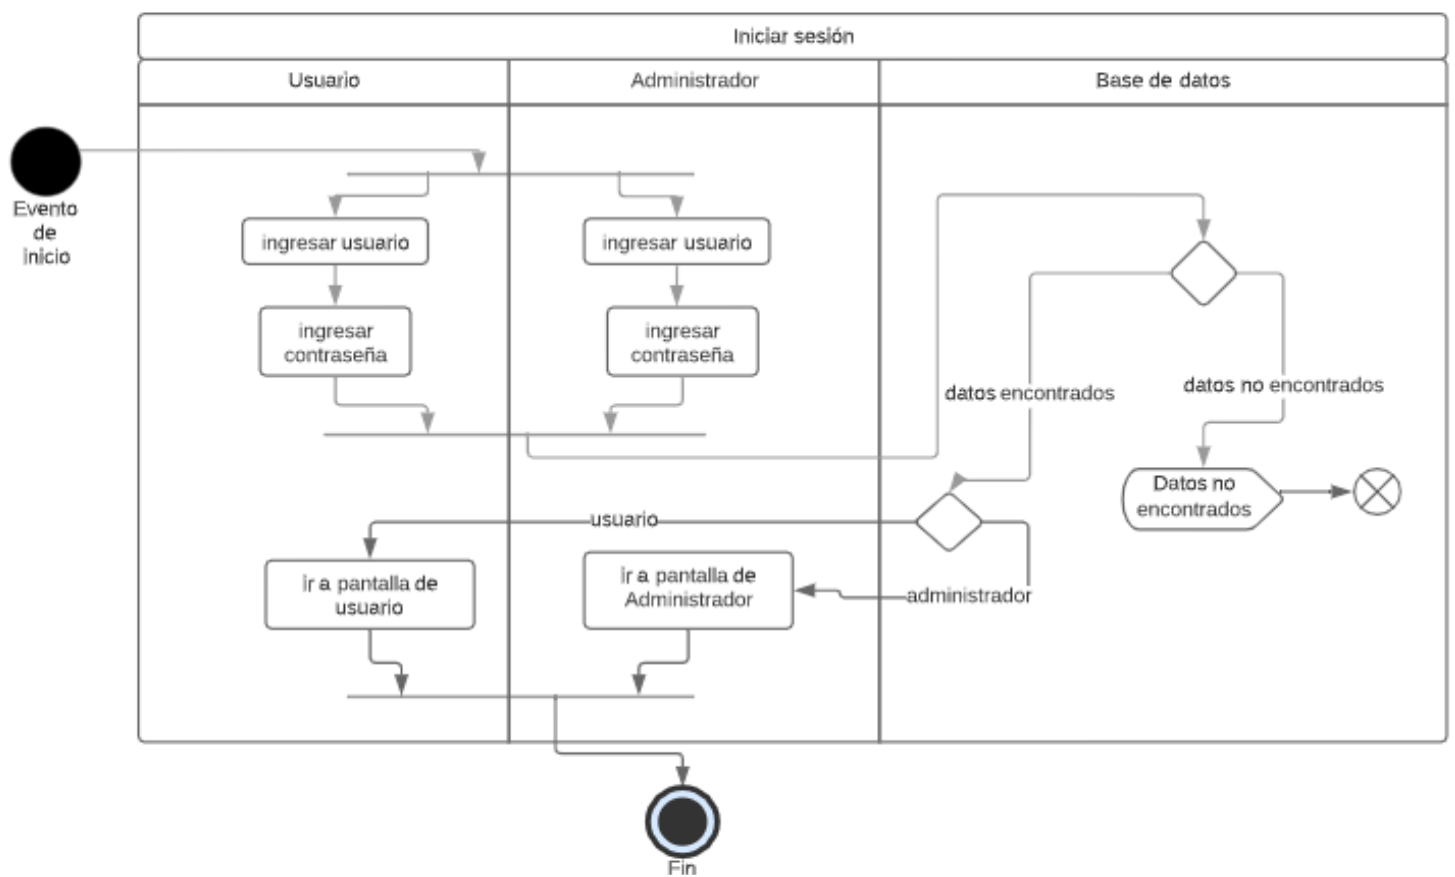 Iniciar sesión
Usuario
Administrador
Base de datos
Evento
de
inicio
ingresar usuario
ingresar usuario
ingresar
contraseña
ingresar
contraseña
datos encontrados
datos no encontrados
Datos no
encontrados
usuario
ir a pantalla de
usuario
ir a pantalla de
Administrador
administrador
Fin